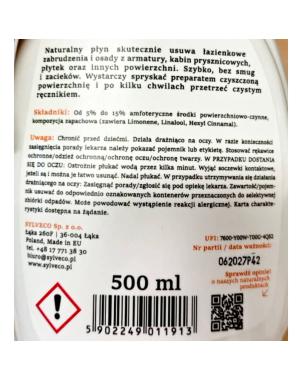 Naturalny płyn skutecznie usuwa łazienkowe
zabrudzenia i osady z armatury, kabin prysznicowych,
płytek oraz innych powierzchni. Szybko, bez smug
i zacieków. Wystarczy spryskać preparatem czyszczoną
powierzchnię i po kilku chwilach przetrzeć czystym
ręcznikiem.
Składniki: Od 5% do 15% amfoteryczne środki powierzchniowo-czynne,
kompozycja zapachowa (zawiera Limonene, Linalool, Hexyl Cinnamal).
Uwaga: Chronić przed dziećmi. Działa drażniąco na oczy. W razie konieczności
zasięgnięcia porady lekarza należy pokazać pojemnik lub etykietę. Stosować rękawice
ochronne/odzież ochronną/ochronę oczu/ochronę twarzy. W PRZYPADKU DOSTANIA
SIĘ DO OCZU: Ostrożnie płukać wodą przez kilka minut. Wyjąć soczewki kontaktowe,
jeżeli są i można je łatwo usunąć. Nadal płukać. W przypadku utrzymywania się działania
drażniącego na oczy: Zasięgnąć porady/zgłosić się pod opiekę lekarza. Zawartość/pojem-
nik usuwać do odpowiednio oznakowanych kontenerów przeznaczonych do selektywnej
zbiórki odpadów. Może powodować wystąpienie reakcji alergicznej. Karta charakte-
rystyki dostępna na żądanie.
SYLVECO Sp. z o.o.
Łąka 260F | 36-004 Łąka
Poland, Made in EU
+48 17 771 38 30
biuro@sylveco.pl
UFI: 7600-Y00W-T00C-4Q92
Nr partii / data ważności:
062027P42
500 ml
5 902249 011913
Sprawdź opinie!
o naszych naturalnych
produktach